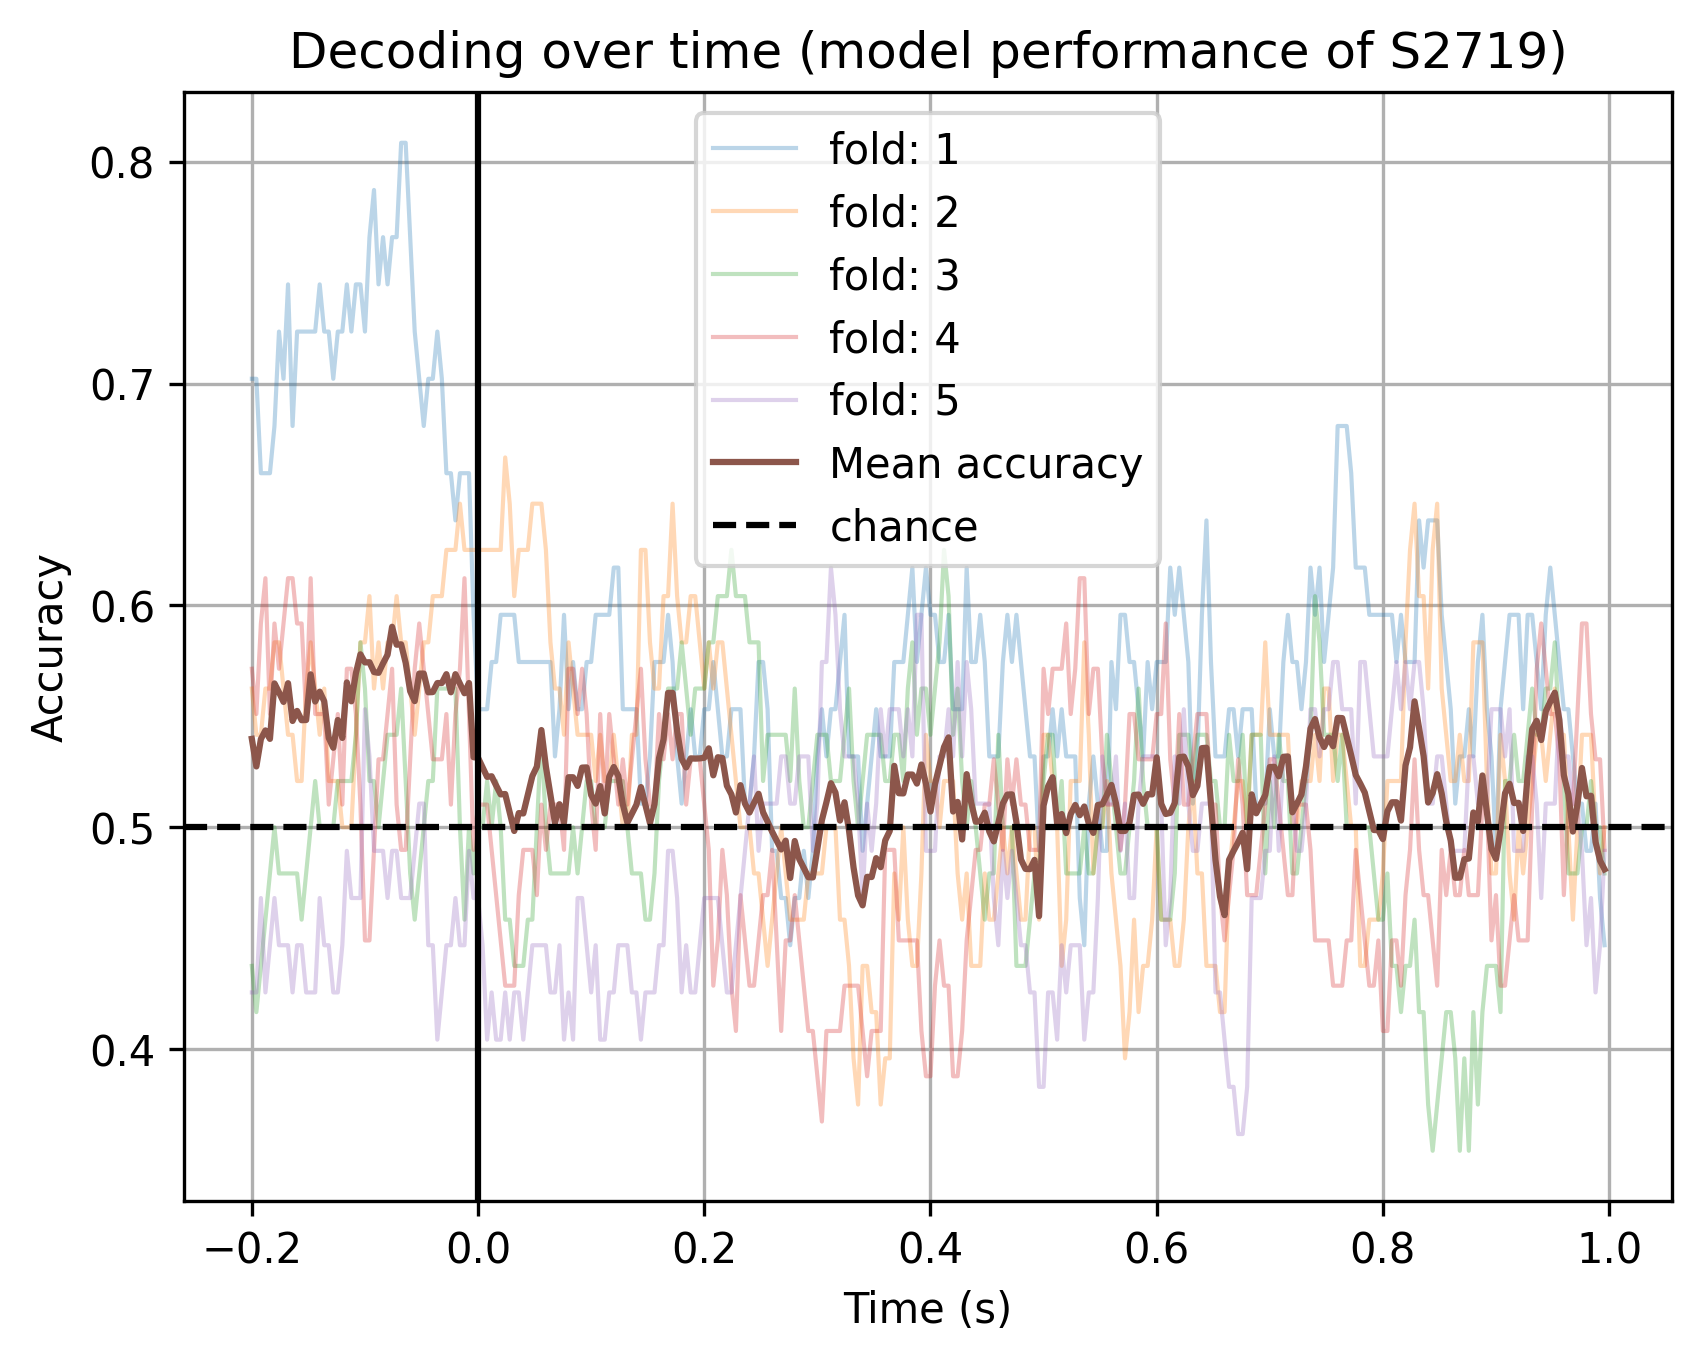 Decoding over time (model performance of S2719)
fold: 1
fold: 2
fold: 3
fold: 4
fold: 5
Mean accuracy
chance
Accuracy
0.8
0.7
0.6
0.5
0.4
−0.2 0.0 0.2 0.4 0.6 0.8 1.0
Time (s)